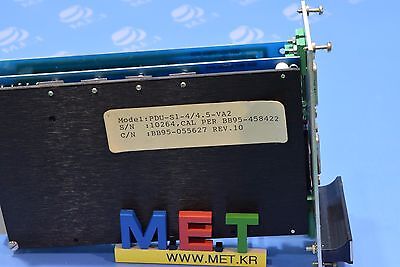 Model:PDU-S1-4/4.5-VA2
S/N :10264,CAL PER BB95-458422
C/N :BB95-055627 REV.10
M.E.T
WWW.MET.KR